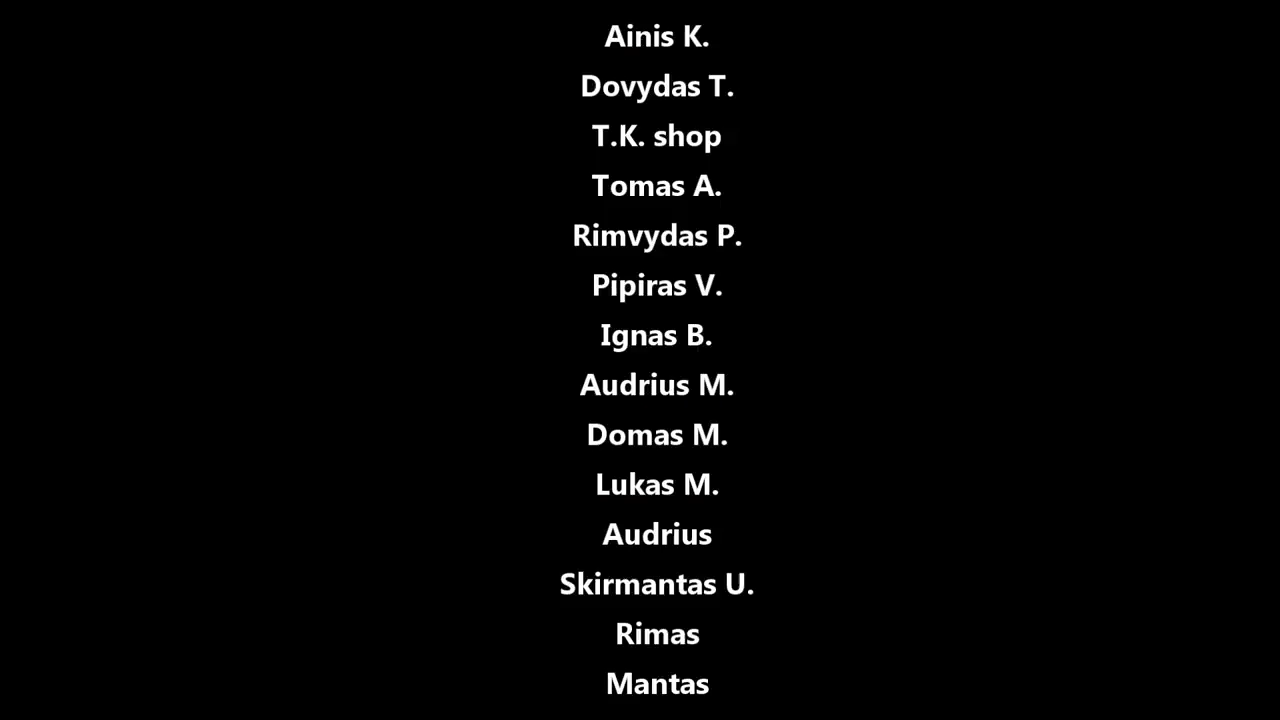 Ainis K.
Dovydas T.
T.K. shop
Tomas A.
Rimvydas P.
Pipiras V.
Ignas B.
Audrius M.
Domas M.
Lukas M.
Audrius
Skirmantas U.
Rimas
Mantas